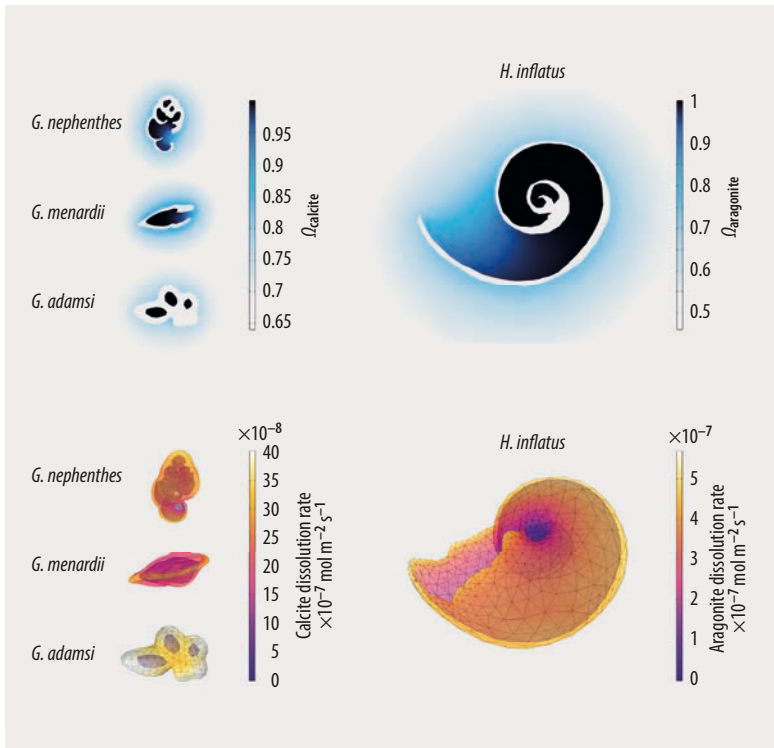 H. inflatus
G. nephenthes
G. menardii
G. adamsi
0.95
0.9
0.85
0.8
0.75
0.7
0.65
Ωcalcite
1
0.9
0.8
0.7
0.6
0.5
Ωaragonite
×10–8
H. inflatus
×10–7
G. nephenthes
G. menardii
G. adamsi
40
35
30
25
20
15
10
5
0
Calcite dissolution rate
×10–7 mol m–2 s–1
5
4
3
2
1
0
Aragonite dissolution rate
×10–7 mol m–2 s–1